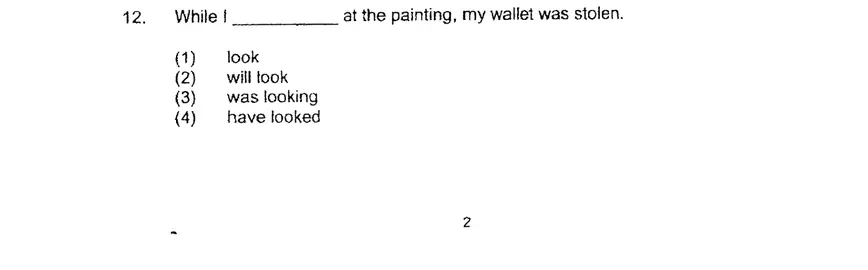 12. While I ____________ at the painting, my wallet was stolen.
(1) look
(2) will look
(3) was looking
(4) have looked
2